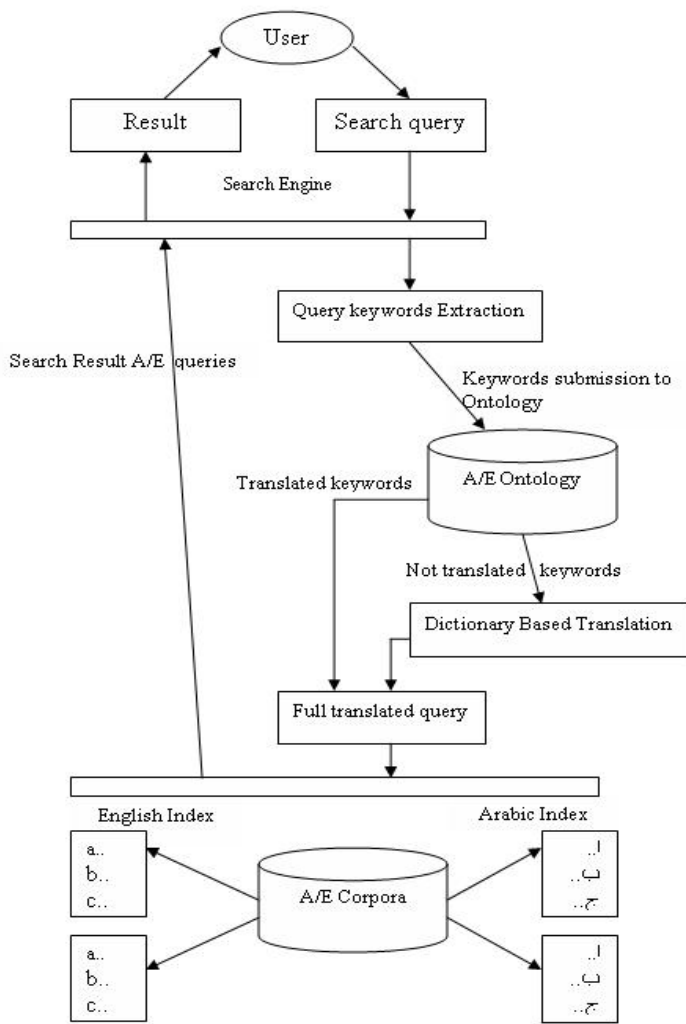 User
Result
Search query
Search Engine
Query keywords Extraction
Search Result A/E queries
Keywords submission to
Ontology
A/E Ontology
Translated keywords
Not translated keywords
Dictionary Based Translation
Full translated query
English Index
Arabic Index
a..
b..
c..
A/E Corpora
ا..
ب..
ج..
a..
b..
c..
ا..
ب..
ج..